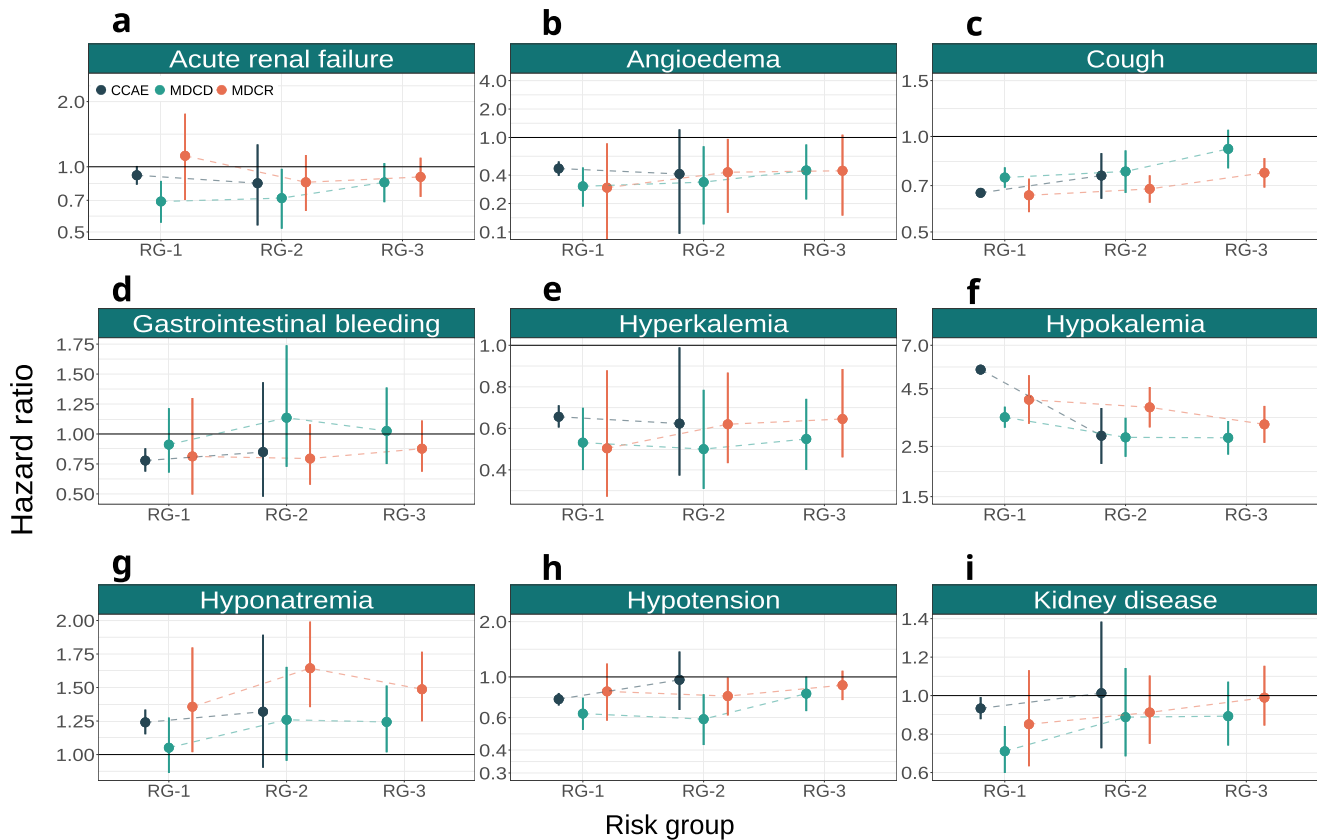 a b c
Acute renal failure Angioedema Cough
CCAE MDCD MDCR
2.0
1.0
0.7
0.5
RG-1 RG-2 RG-3
4.0
2.0
1.0
0.4
0.2
0.1
RG-1 RG-2 RG-3
1.5
1.0
0.7
0.5
RG-1 RG-2 RG-3
d e f
Gastrointestinal bleeding Hyperkalemia Hypokalemia
1.75
1.50
1.25
1.00
0.75
0.50
RG-1 RG-2 RG-3
1.0
0.8
0.6
0.4
RG-1 RG-2 RG-3
7.0
4.5
2.5
1.5
RG-1 RG-2 RG-3
Hazard ratio
g h i
Hyponatremia Hypotension Kidney disease
2.00
1.75
1.50
1.25
1.00
RG-1 RG-2 RG-3
2.0
1.0
0.6
0.4
0.3
RG-1 RG-2 RG-3
1.4
1.2
1.0
0.8
0.6
RG-1 RG-2 RG-3
Risk group